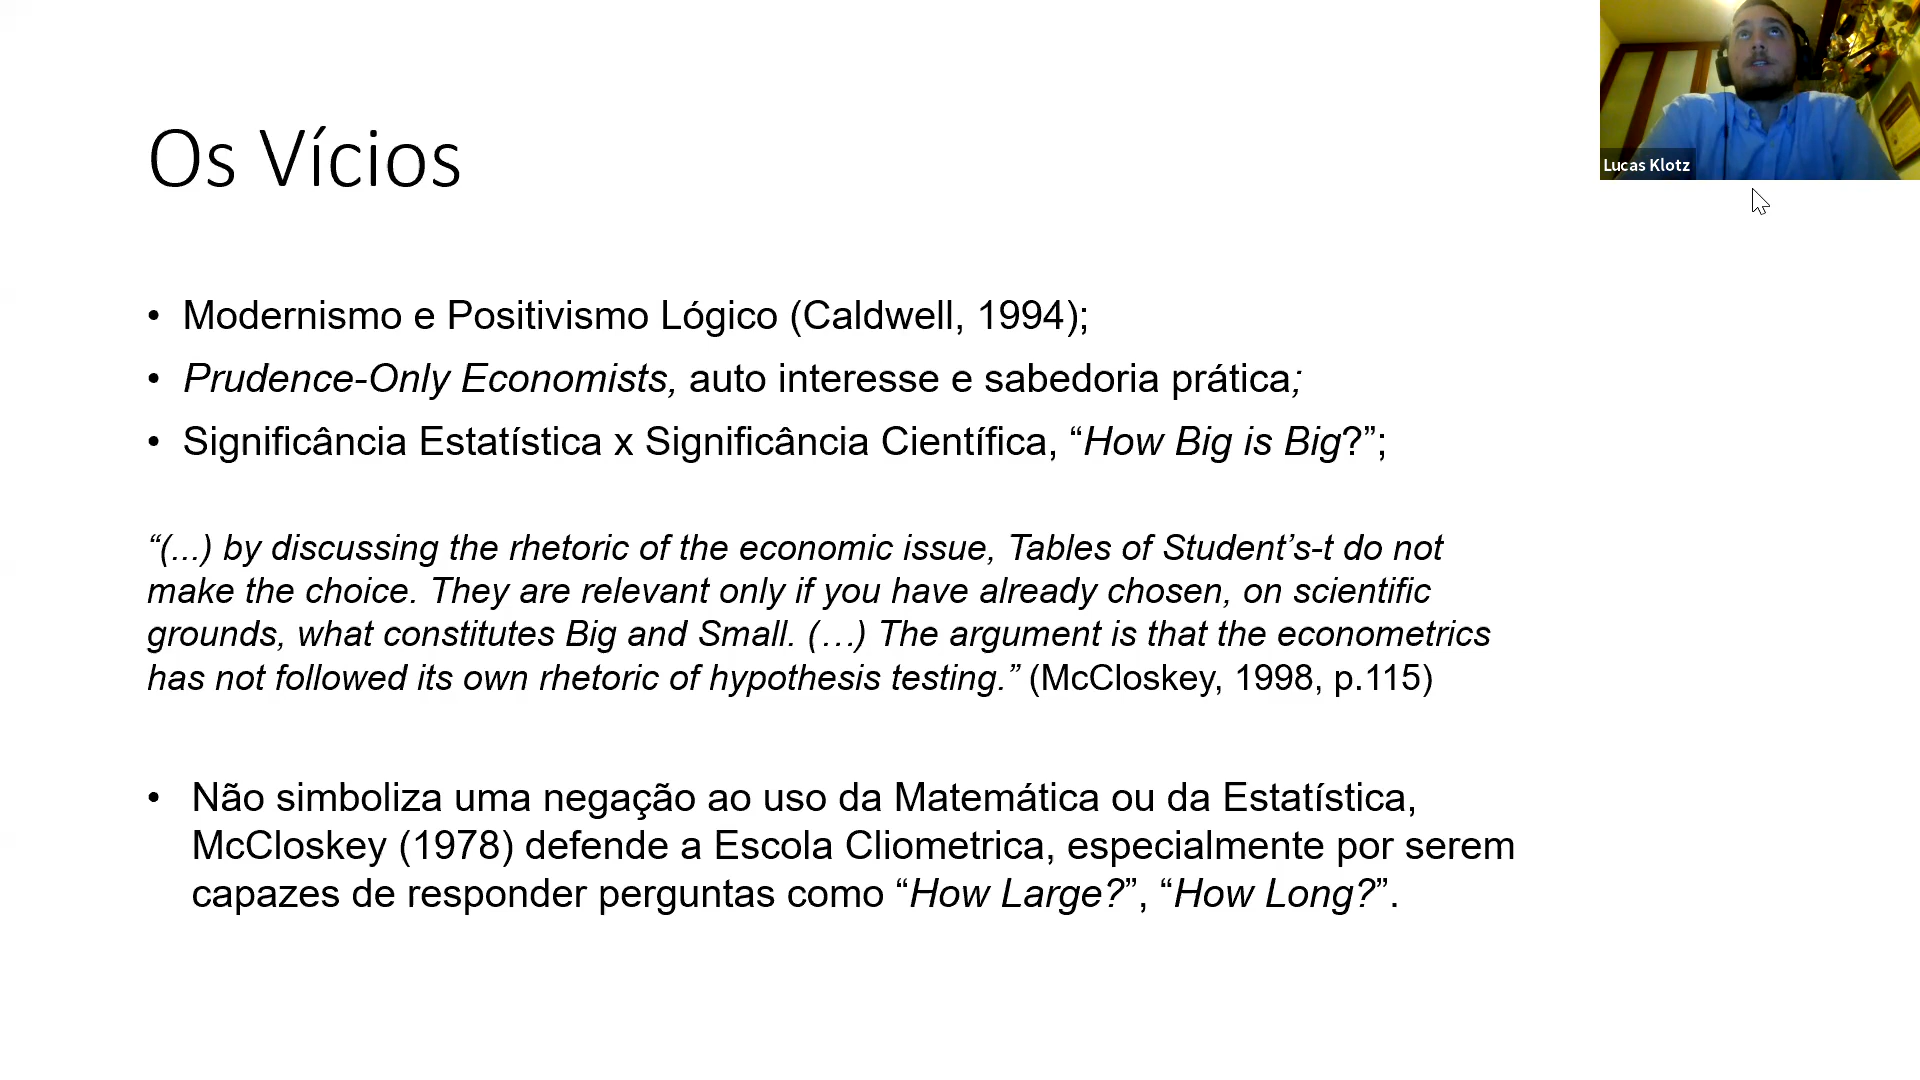 Os Vícios
Lucas Klotz
• Modernismo e Positivismo Lógico (Caldwell, 1994);
• Prudence-Only Economists, auto interesse e sabedoria prática;
• Significância Estatística x Significância Científica, “How Big is Big?”;
“(...) by discussing the rhetoric of the economic issue, Tables of Student’s-t do not
make the choice. They are relevant only if you have already chosen, on scientific
grounds, what constitutes Big and Small. (…) The argument is that the econometrics
has not followed its own rhetoric of hypothesis testing.” (McCloskey, 1998, p.115)
• Não simboliza uma negação ao uso da Matemática ou da Estatística,
McCloskey (1978) defende a Escola Cliometrica, especialmente por serem
capazes de responder perguntas como “How Large?”, “How Long?”.